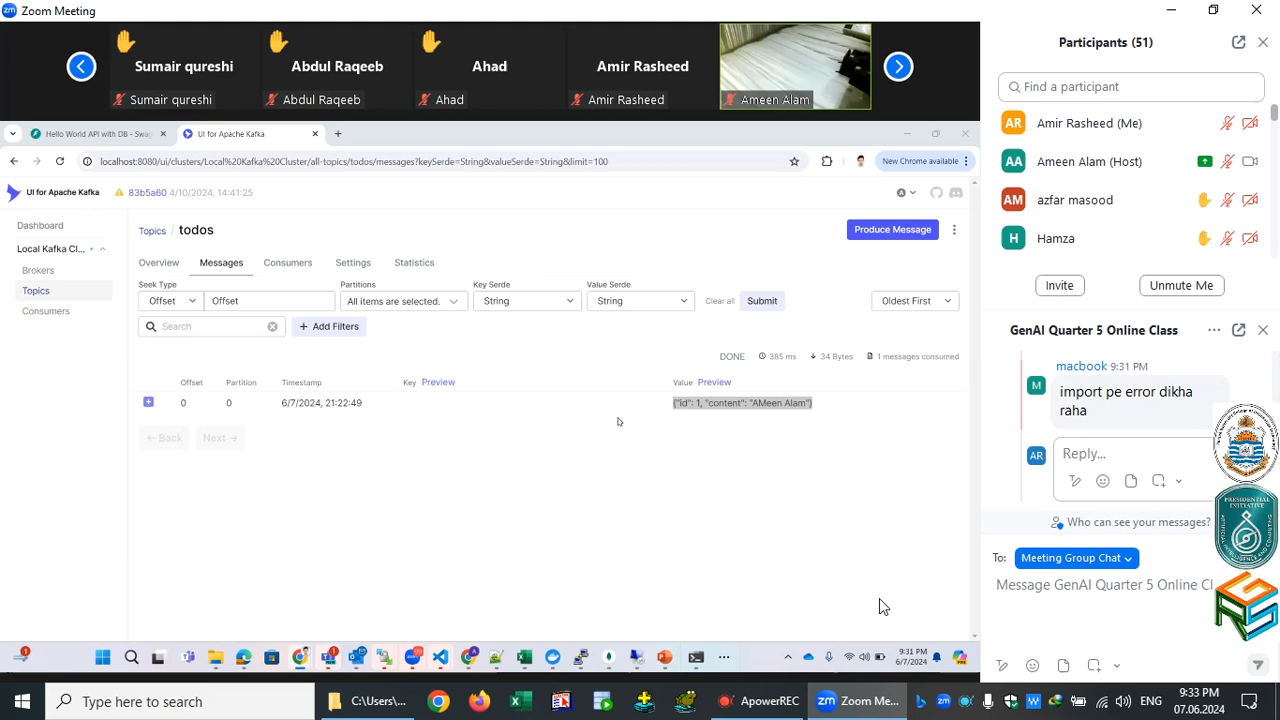 Zoom Meeting
Sumair qureshi
Abdul Raqeeb
Ahad
Amir Rasheed
Sumair qureshi
Abdul Raqeeb
Ahad
Amir Rasheed
Ameen Alam
Hello World API with DB - Swag
UI for Apache Kafka
localhost:8080/ui/clusters/Local%20Kafka%20Cluster/all-topics/todos/messages?keySerde=String&valueSerde=String&limit=100
New Chrome available
UI for Apache Kafka
83b5a60 4/10/2024, 14:41:25
Dashboard
Local Kafka Cl...
Brokers
Topics
Consumers
Topics / todos
Produce Message
Overview Messages Consumers Settings Statistics
Seek Type
Offset
Offset
Partitions
All items are selected.
Key Serde
String
Value Serde
String
Clear all
Submit
Oldest First
Search
+ Add Filters
DONE 385 ms 34 Bytes 1 messages consumed
Offset Partition Timestamp Key Preview Value Preview
0 0 6/7/2024, 21:22:49 {"id": 1, "content": "AMeen Alam"}
← Back Next →
9:31 PM
6/7/2024
Participants (51)
Find a participant
AR Amir Rasheed (Me)
AA Ameen Alam (Host)
AM azfar masood
H Hamza
Invite
Unmute Me
GenAI Quarter 5 Online Class
macbook 9:31 PM
M
import pe error dikha
raha
AR
Reply...
Who can see your messages?
To: Meeting Group Chat
Message GenAI Quarter 5 Online Cl
PRESIDENTIAL
INITIATIVE
Type here to search
C:\Users\...
ApowerREC
Zoom Me...
ENG
9:33 PM
07.06.2024